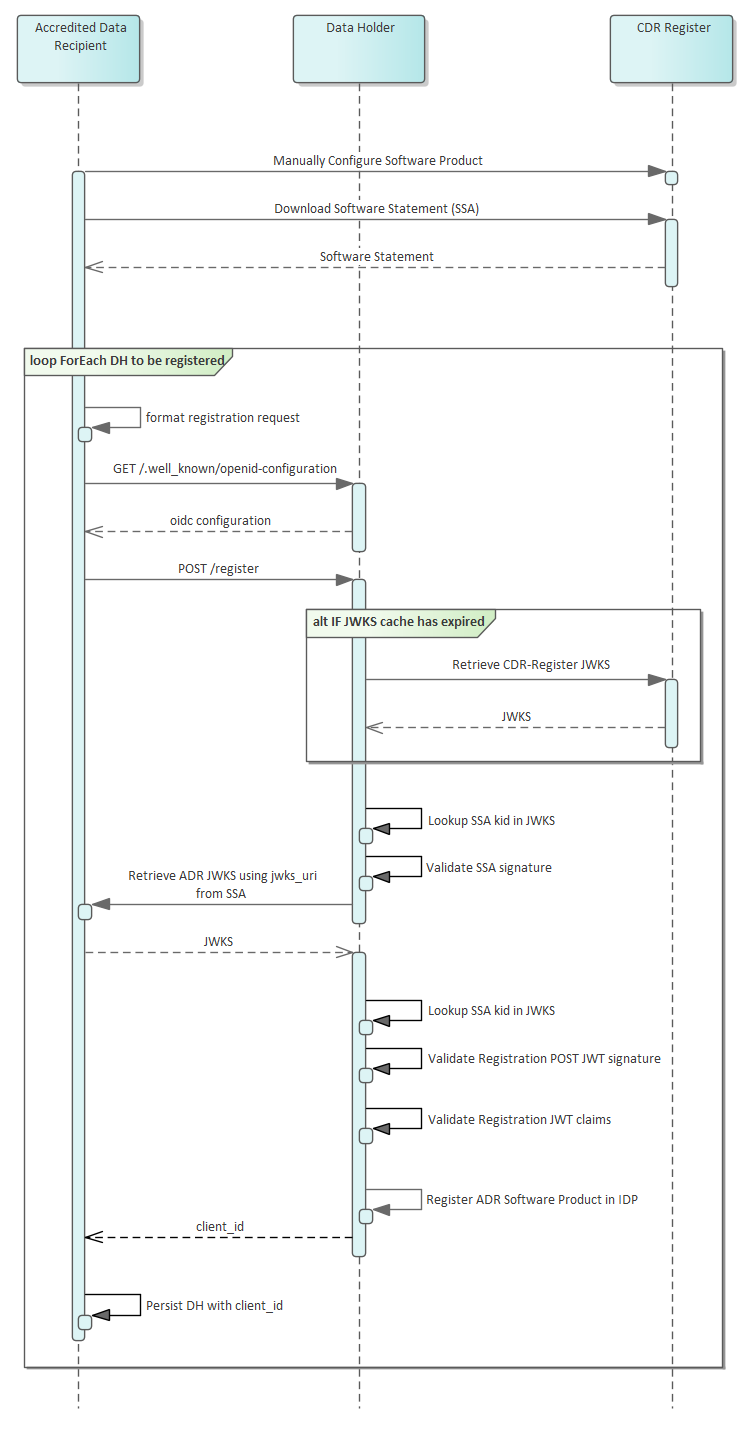 Accredited Data
Recipient
Data Holder
CDR Register
Manually Configure Software Product
Download Software Statement (SSA)
Software Statement
loop ForEach DH to be registered
format registration request
GET /.well_known/openid-configuration
oidc configuration
POST /register
alt IF JWKS cache has expired
Retrieve CDR-Register JWKS
JWKS
Lookup SSA kid in JWKS
Validate SSA signature
Retrieve ADR JWKS using jwks_uri
from SSA
JWKS
Lookup SSA kid in JWKS
Validate Registration POST JWT signature
Validate Registration JWT claims
Register ADR Software Product in IDP
client_id
Persist DH with client_id